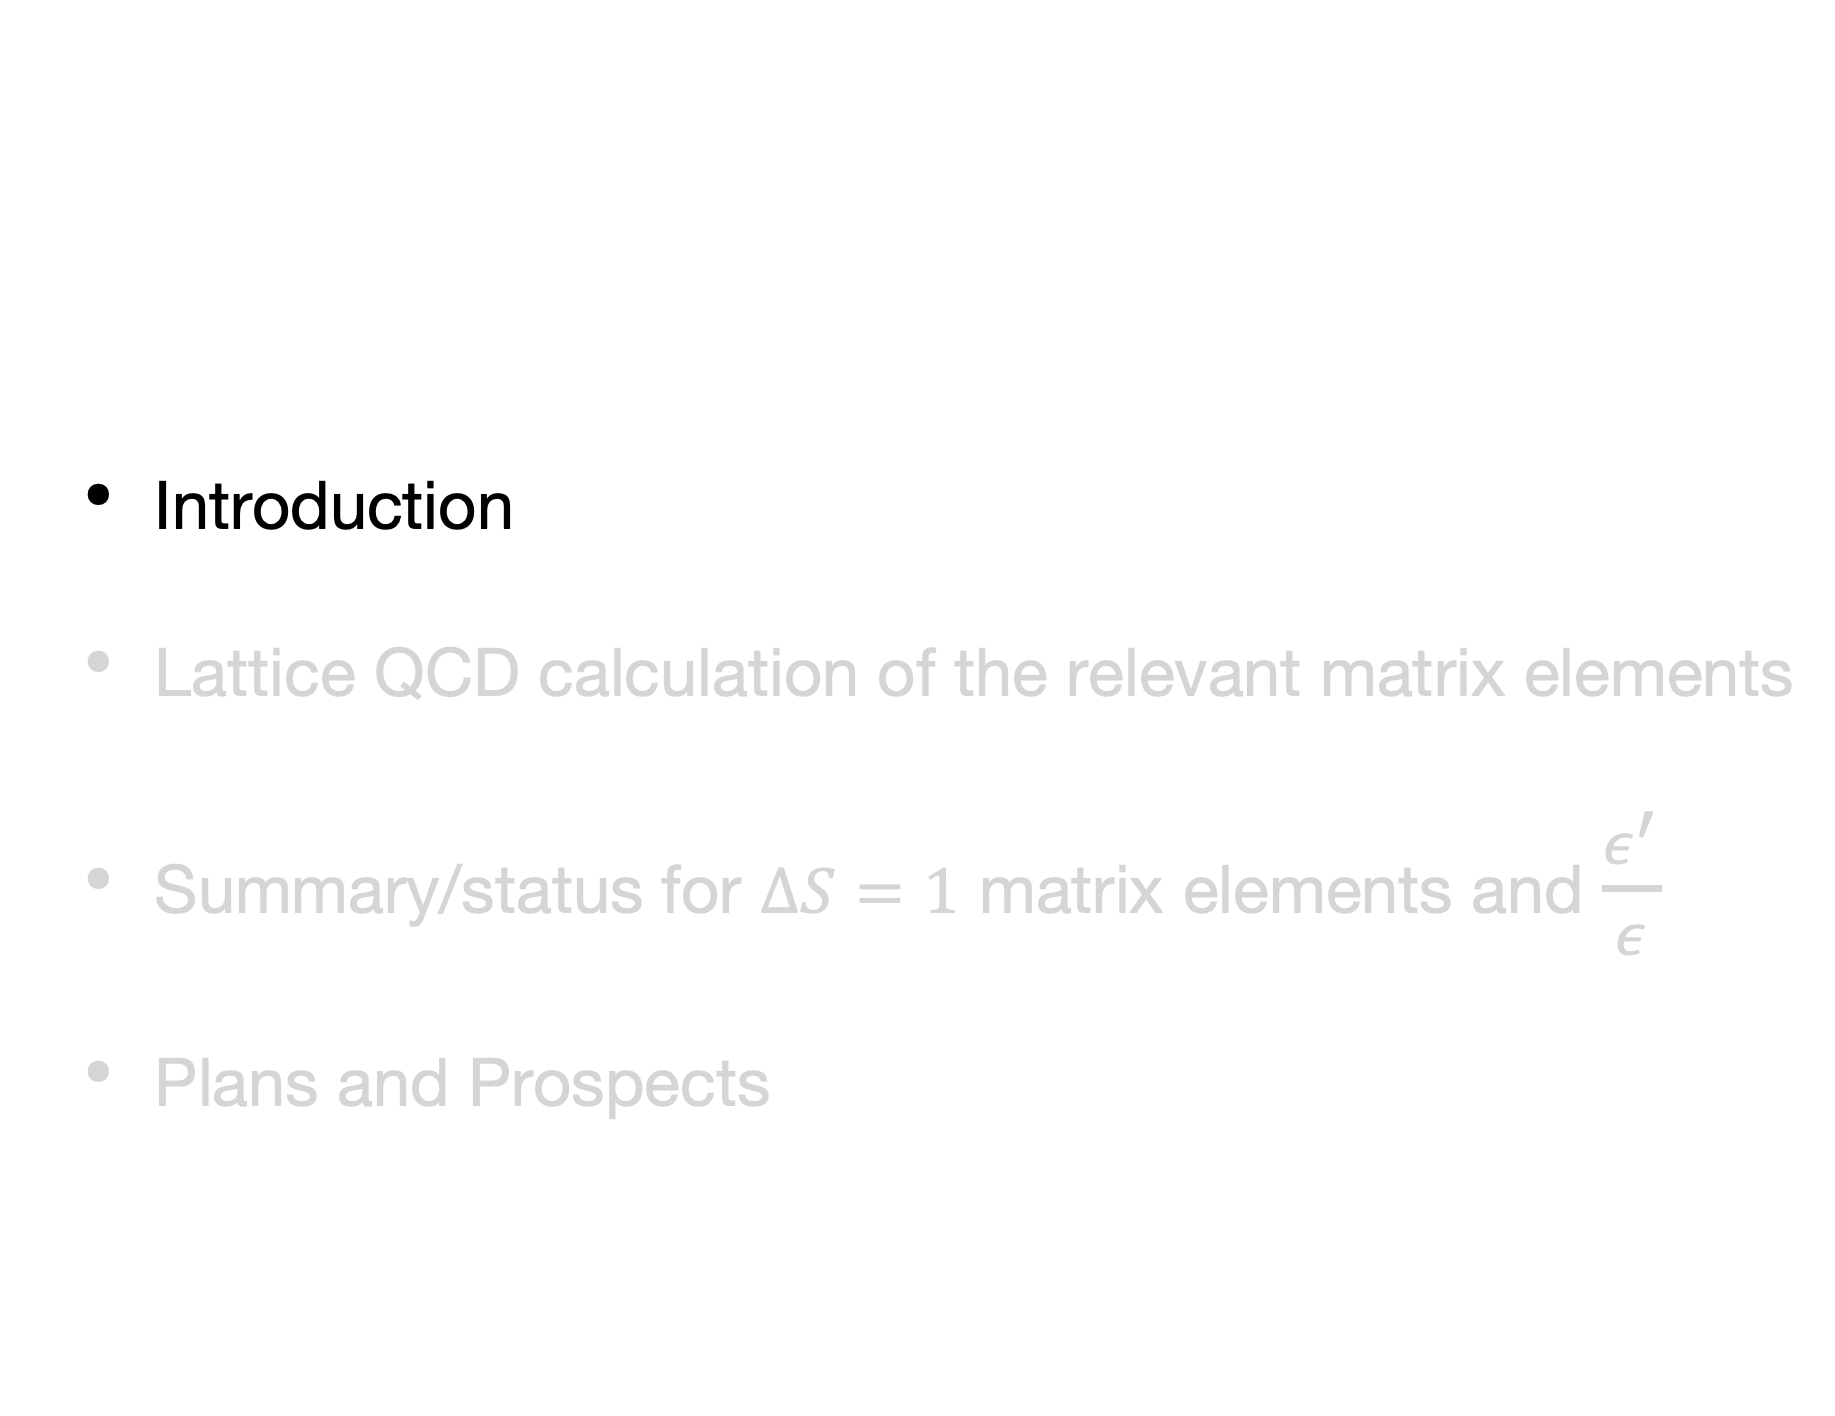 • Introduction
• Lattice QCD calculation of the relevant matrix elements
• Summary/status for Δ𝑆 = 1 matrix elements and ϵ′/ϵ
• Plans and Prospects